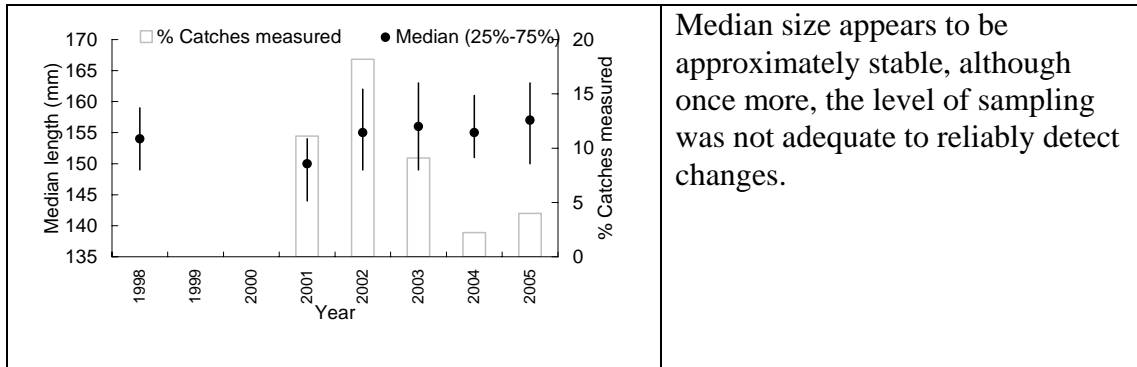 % Catches measured
Median (25%-75%)
170
165
160
155
150
145
140
135
Median length (mm)
20
15
10
5
0
% Catches measured
1998
1999
2000
2001
2002
2003
2004
2005
Year
Median size appears to be
approximately stable, although
once more, the level of sampling
was not adequate to reliably detect
changes.